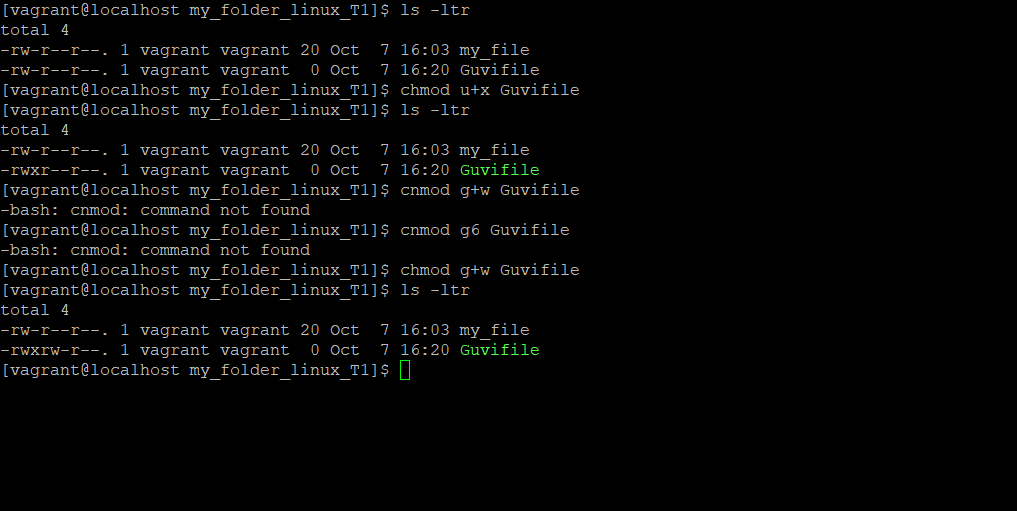 [vagrant@localhost my_folder_linux_T1]$ ls -ltr
total 4
-rw-r--r--. 1 vagrant vagrant 20 Oct  7 16:03 my_file
-rw-r--r--. 1 vagrant vagrant  0 Oct  7 16:20 Guvifile
[vagrant@localhost my_folder_linux_T1]$ chmod u+x Guvifile
[vagrant@localhost my_folder_linux_T1]$ ls -ltr
total 4
-rw-r--r--. 1 vagrant vagrant 20 Oct  7 16:03 my_file
-rwxr--r--. 1 vagrant vagrant  0 Oct  7 16:20 Guvifile
[vagrant@localhost my_folder_linux_T1]$ cnmod g+w Guvifile
-bash: cnmod: command not found
[vagrant@localhost my_folder_linux_T1]$ cnmod g6 Guvifile
-bash: cnmod: command not found
[vagrant@localhost my_folder_linux_T1]$ chmod g+w Guvifile
[vagrant@localhost my_folder_linux_T1]$ ls -ltr
total 4
-rw-r--r--. 1 vagrant vagrant 20 Oct  7 16:03 my_file
-rwxrw-r--. 1 vagrant vagrant  0 Oct  7 16:20 Guvifile
[vagrant@localhost my_folder_linux_T1]$